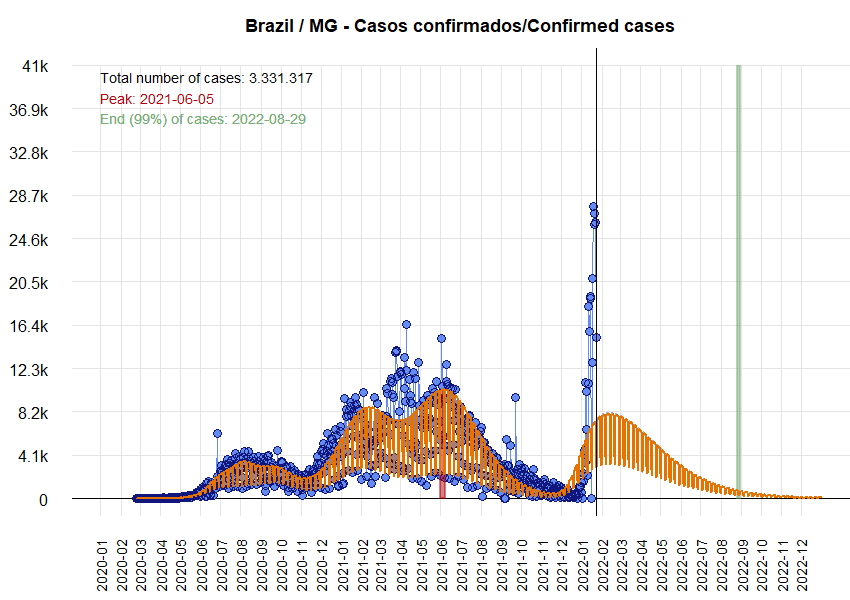 Brazil / MG - Casos confirmados/Confirmed cases
41k
Total number of cases: 3.331.317
Peak: 2021-06-05
36.9k
End (99%) of cases: 2022-08-29
32.8k
28.7k
24.6k
20.5k
16.4k
12.3k
8.2k
4.1k
0
2020-01
2020-02
2020-03
2020-04
2020-05
2020-06
2020-07
2020-08
2020-09
2020-10
2020-11
2020-12
2021-01
2021-02
2021-03
2021-04
2021-05
2021-06
2021-07
2021-08
2021-09
2021-10
2021-11
2021-12
2022-01
2022-02
2022-03
2022-04
2022-05
2022-06
2022-07
2022-08
2022-09
2022-10
2022-11
2022-12